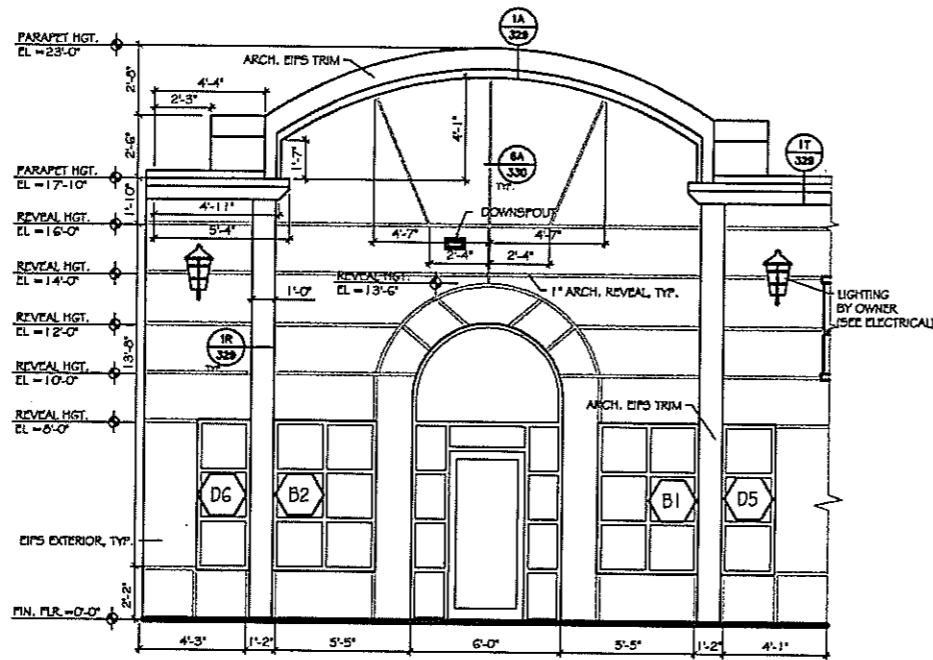 PARAPET HGT.
EL =23'-0"
ARCH. EIFS TRIM
1A
329
2'-8"
4'-4"
2'-3"
4'-1"
2'-6"
1'-7"
6A
330
TYP.
1T
329
PARAPET HGT.
EL =17'-10"
1'-10"
4'-11"
5'-4"
DOWNSPOUT
REVEAL HGT.
EL =16'-0"
4'-7"
4'-7"
2'-4"
2'-4"
REVEAL HGT.
EL =14'-0"
REVEAL HGT.
EL =13'-6"
1" ARCH. REVEAL, TYP.
1'-0"
LIGHTING
BY OWNER
(SEE ELECTRICAL)
REVEAL HGT.
EL =12'-0"
13'-8"
1R
329
TYP.
REVEAL HGT.
EL =10'-0"
ARCH. EIFS TRIM
REVEAL HGT.
EL =8'-0"
D6
B2
B1
D5
EIFS EXTERIOR, TYP.
2'-2"
FIN. FLR. =0'-0"
4'-3"
1'-2"
5'-5"
6'-0"
5'-5"
1'-2"
4'-1"